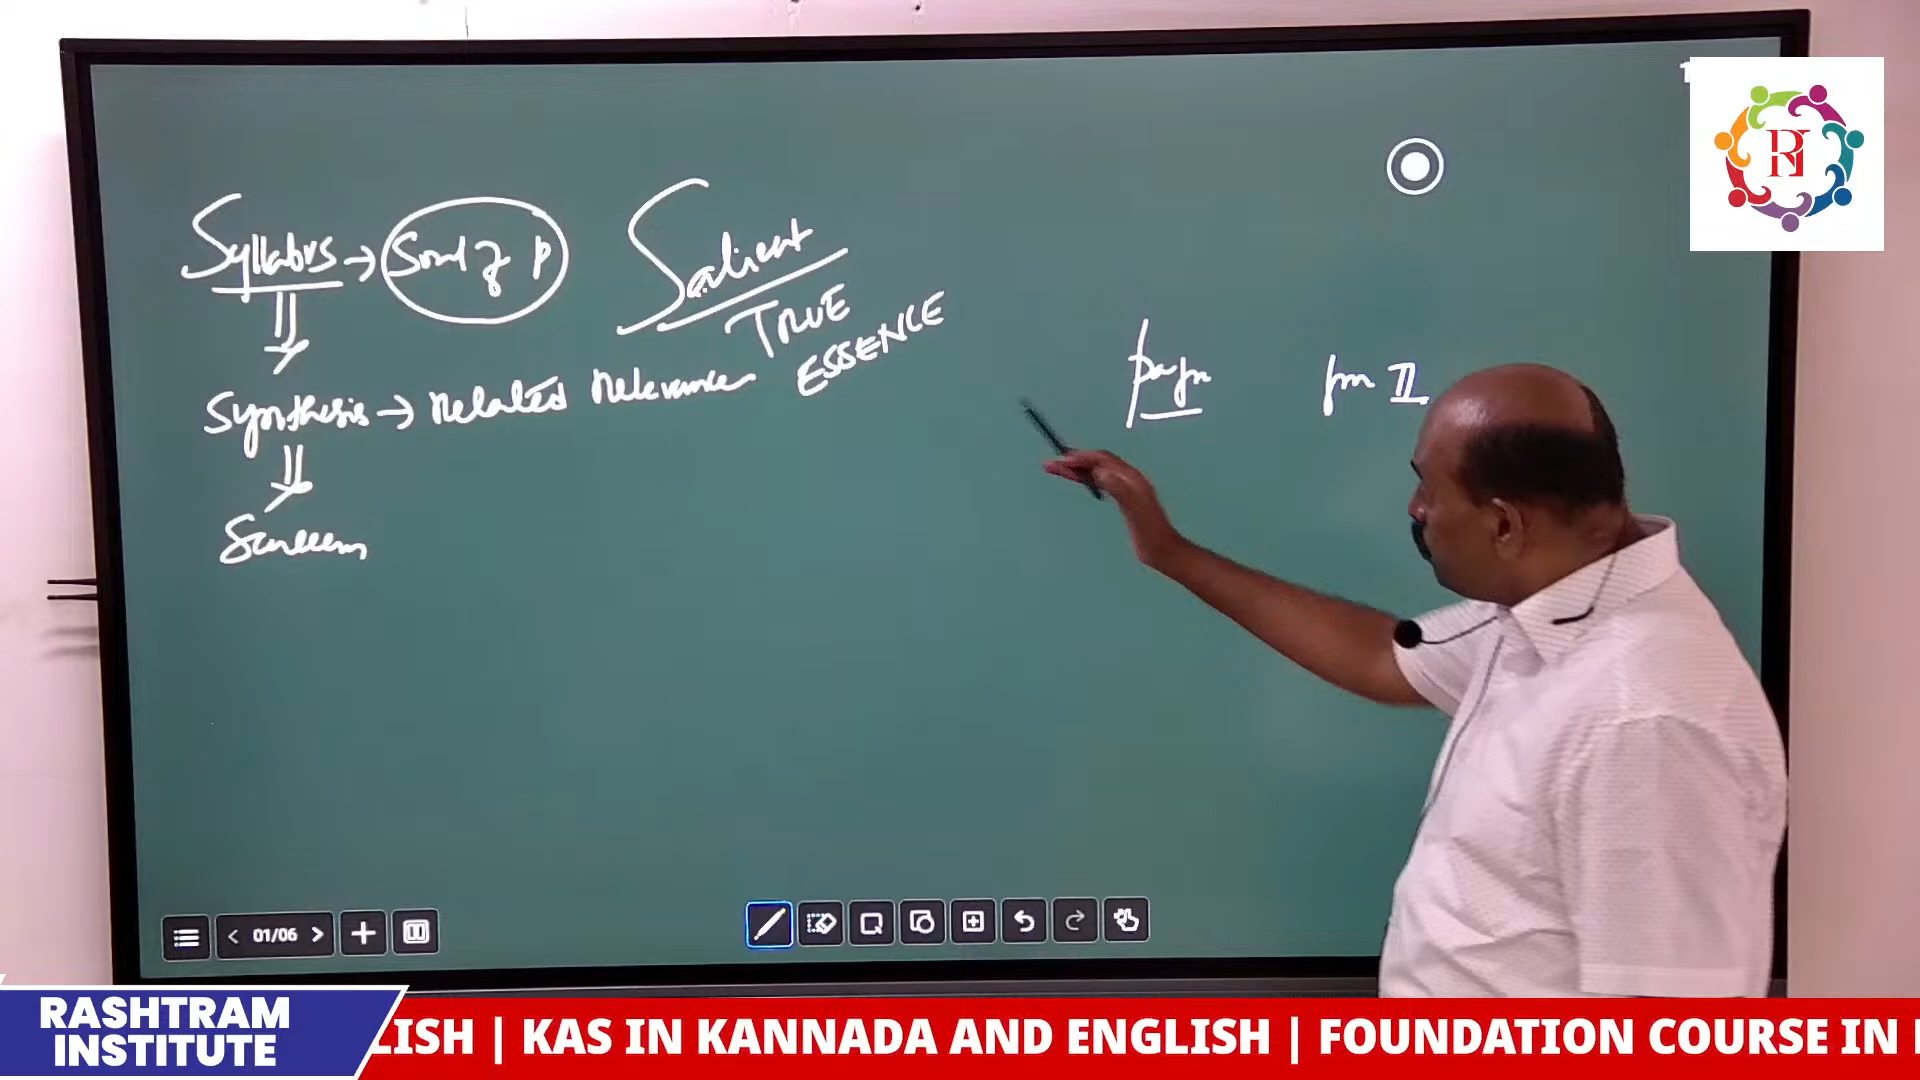 Syllabus → Soul of P
Salient
TRUE
ESSENCE
Synthesis → Related Relevance
II
01/06
RASHTRAM
INSTITUTE
LISH | KAS IN KANNADA AND ENGLISH | FOUNDATION COURSE IN